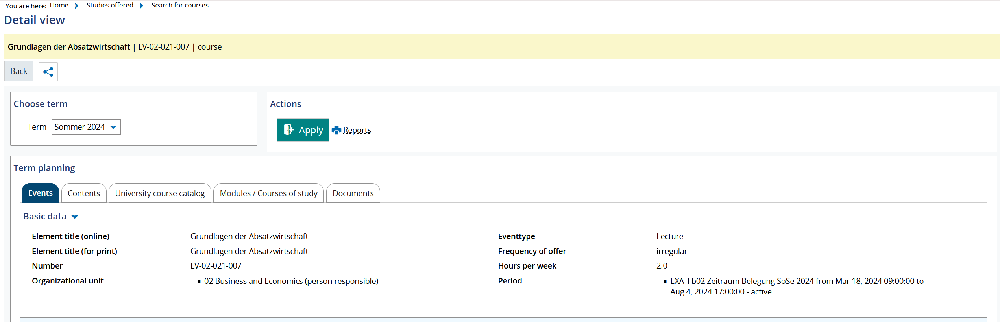 You are here: Home Studies offered Search for courses
Detail view
Grundlagen der Absatzwirtschaft | LV-02-021-007 | course
Back
Choose term
Term Sommer 2024
Actions
Apply Reports
Term planning
Events Contents University course catalog Modules / Courses of study Documents
Basic data
Element title (online) Grundlagen der Absatzwirtschaft
Element title (for print) Grundlagen der Absatzwirtschaft
Number LV-02-021-007
Organizational unit ▪ 02 Business and Economics (person responsible)
Eventtype Lecture
Frequency of offer irregular
Hours per week 2.0
Period ▪ EXA_Fb02 Zeitraum Belegung SoSe 2024 from Mar 18, 2024 09:00:00 to
Aug 4, 2024 17:00:00 - active